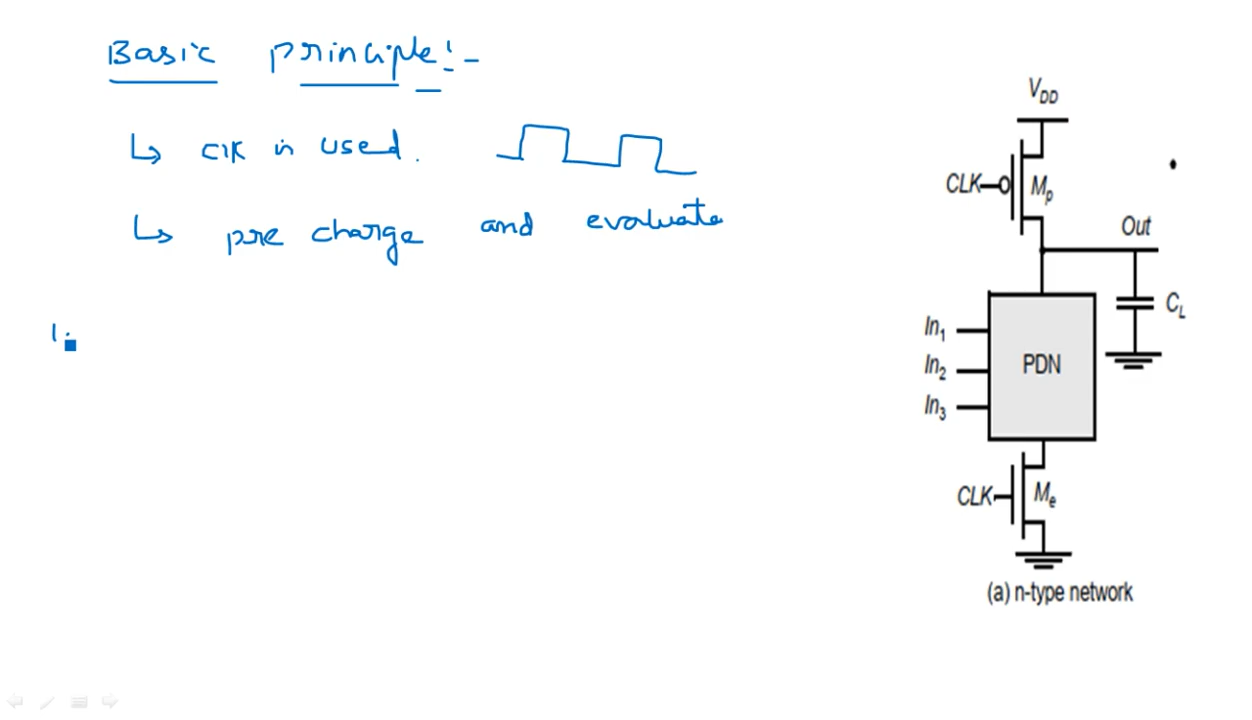 Basic principle:-
↳ clk is used.
↳ pre charge and evaluate
1.
VDD
CLK
Mp
Out
CL
In1
In2
In3
PDN
CLK
Me
(a) n-type network